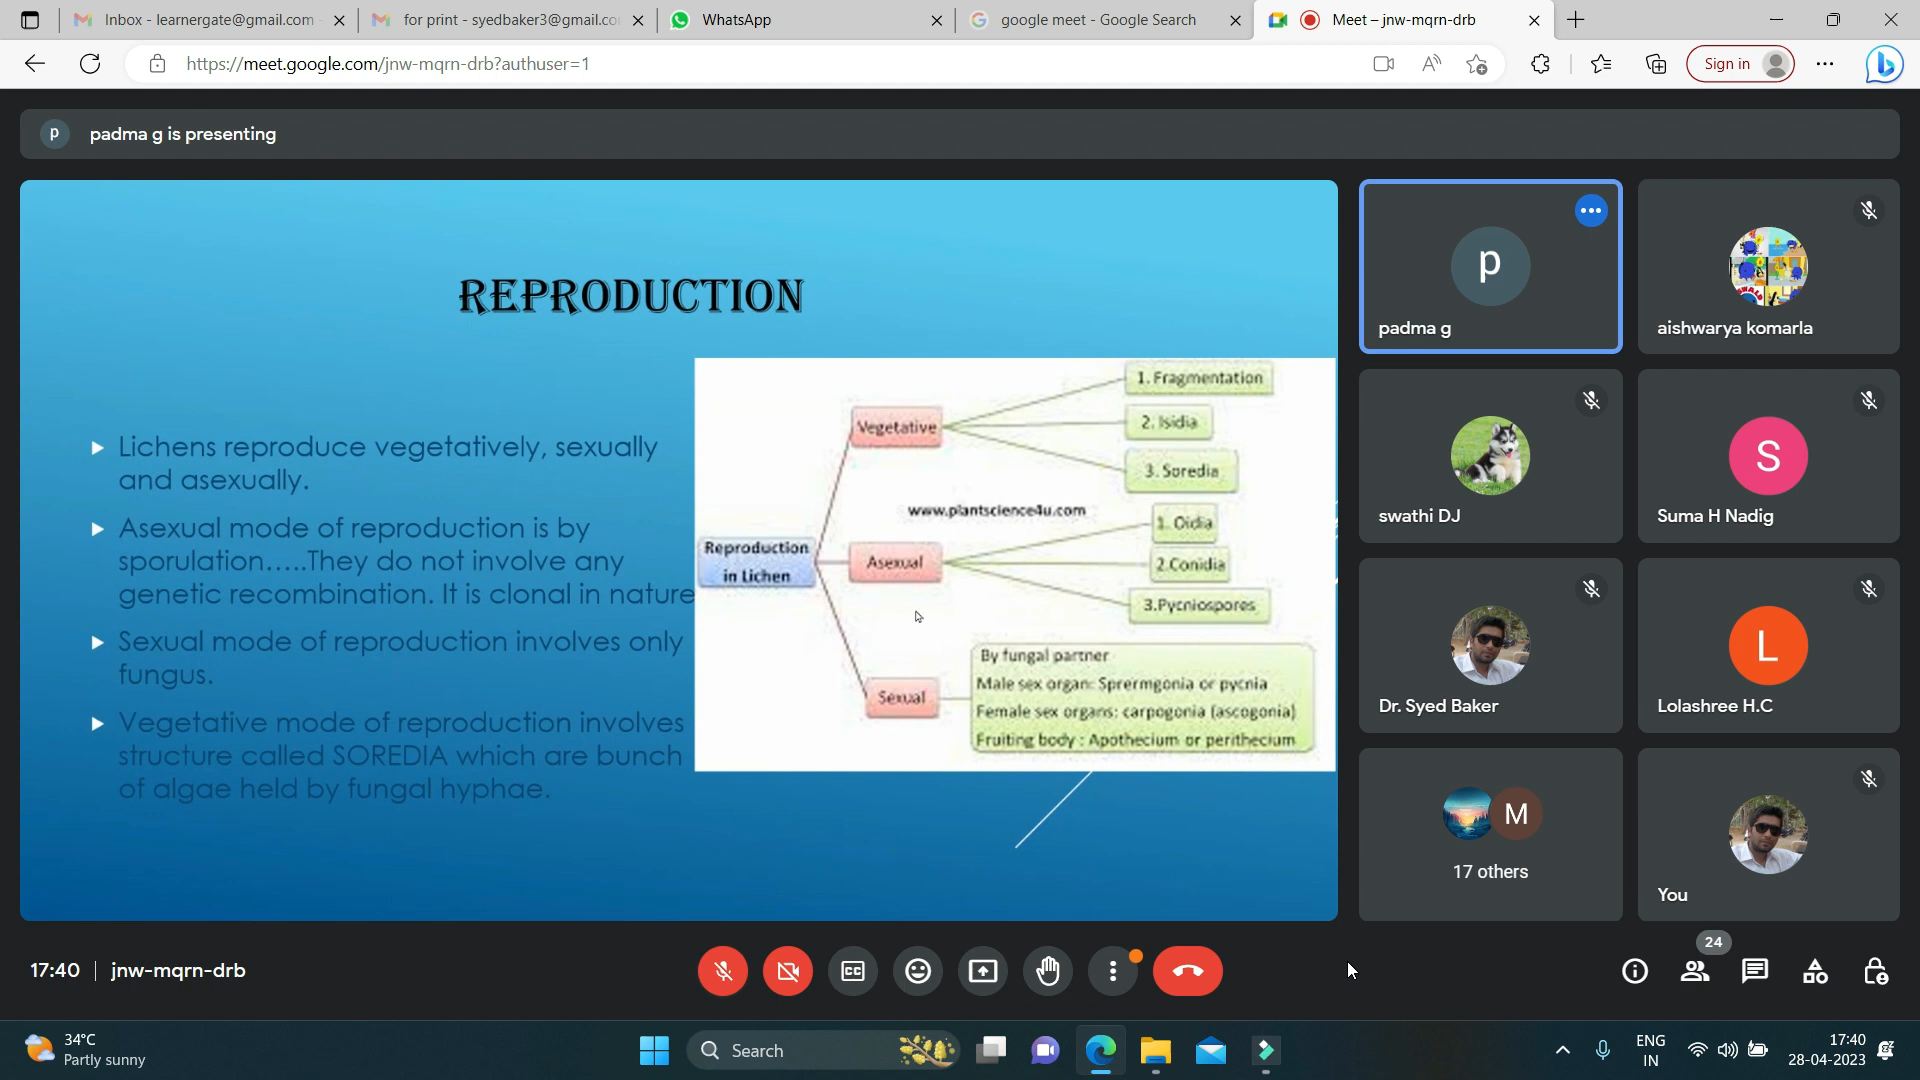 Inbox - learnergate@gmail.com
for print - syedbaker3@gmail.co
WhatsApp
google meet - Google Search
Meet – jnw-mqrn-drb
https://meet.google.com/jnw-mqrn-drb?authuser=1
Sign in
p
padma g is presenting
REPRODUCTION
Lichens reproduce vegetatively, sexually
and asexually.
Asexual mode of reproduction is by
sporulation.....They do not involve any
genetic recombination. It is clonal in nature
Sexual mode of reproduction involves only
fungus.
Vegetative mode of reproduction involves
structure called SOREDIA which are bunch
of algae held by fungal hyphae.
Reproduction
in Lichen
Vegetative
1. Fragmentation
2. Isidia
3. Soredia
www.plantscience4u.com
Asexual
1. Oidia
2.Conidia
3.Pycniospores
Sexual
By fungal partner
Male sex organ: Sprermgonia or pycnia
Female sex organs: carpogonia (ascogonia)
Fruiting body : Apothecium or perithecium
p
padma g
aishwarya komarla
swathi DJ
S
Suma H Nadig
Dr. Syed Baker
L
Lolashree H.C
M
17 others
You
17:40 | jnw-mqrn-drb
24
34°C
Partly sunny
Search
ENG
IN
17:40
28-04-2023